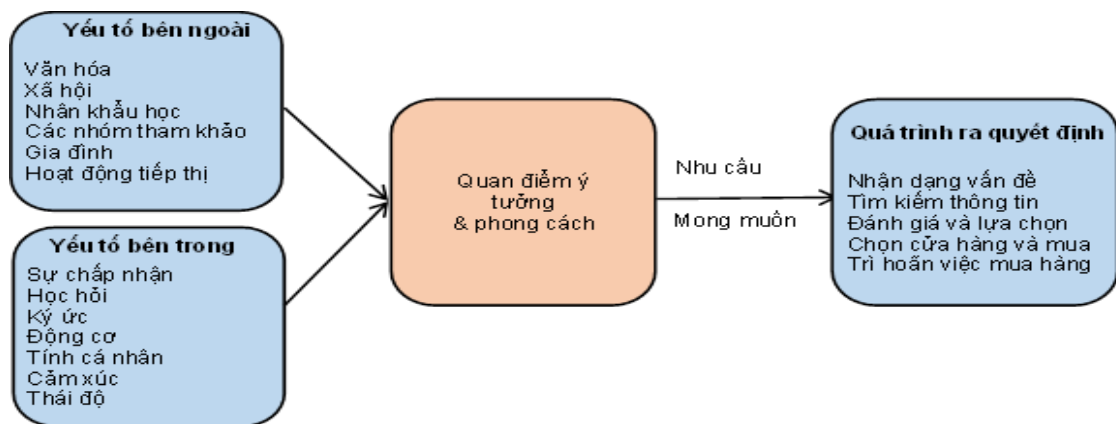 Yếu tố bên ngoài
Văn hóa
Xã hội
Nhân khẩu học
Các nhóm tham khảo
Gia đình
Hoạt động tiếp thị
Yếu tố bên trong
Sự chấp nhận
Học hỏi
Ký ức
Động cơ
Tính cá nhân
Cảm xúc
Thái độ
Quan điểm ý
tưởng
& phong cách
Nhu cầu
Mong muốn
Quá trình ra quyết định
Nhận dạng vấn đề
Tìm kiếm thông tin
Đánh giá và lựa chọn
Chọn cửa hàng và mua
Trì hoãn việc mua hàng